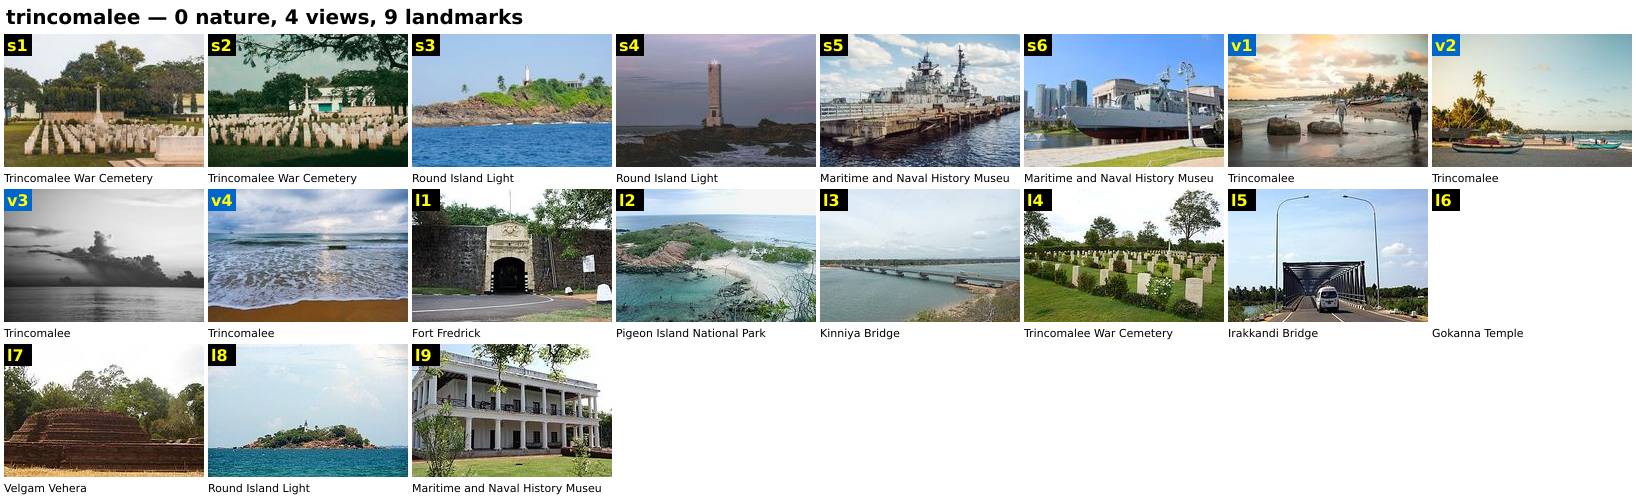 trincomalee — 0 nature, 4 views, 9 landmarks
s1
s2
s3
s4
s5
s6
v1
v2
Trincomalee War Cemetery
Trincomalee War Cemetery
Round Island Light
Round Island Light
Maritime and Naval History Museu
Maritime and Naval History Museu
Trincomalee
Trincomalee
v3
v4
l1
l2
l3
l4
l5
l6
Trincomalee
Trincomalee
Fort Fredrick
Pigeon Island National Park
Kinniya Bridge
Trincomalee War Cemetery
Irakkandi Bridge
Gokanna Temple
l7
l8
l9
Velgam Vehera
Round Island Light
Maritime and Naval History Museu